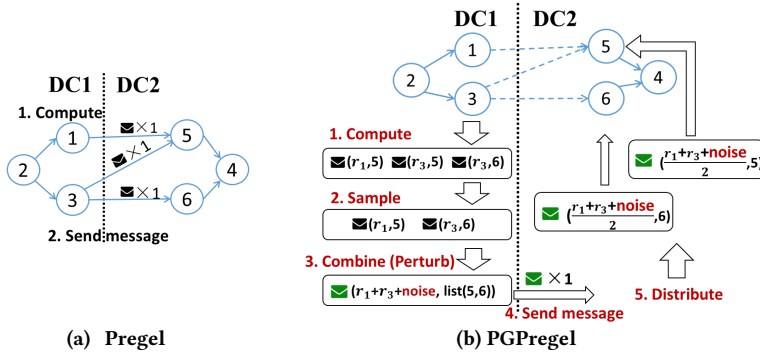 DC1 DC2
1. Compute
1
2
3
5
6
4
✉×1
✉×1
✉×1
2. Send message
(a) Pregel
DC1 DC2
1
2
3
5
6
4
1. Compute
(r₁,5) (r₃,5) (r₃,6)
2. Sample
(r₁,5) (r₃,6)
3. Combine (Perturb)
(r₁+r₃+noise, list(5,6))
×1
4. Send message
(r₁+r₃+noise/2,6)
(r₁+r₃+noise/2,5)
5. Distribute
(b) PGPregel